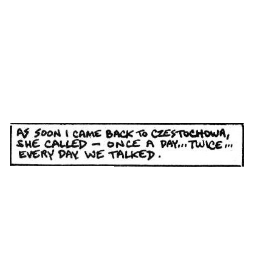 AS SOON I CAME BACK TO CZESTOCHOWA,
SHE CALLED – ONCE A DAY... TWICE...
EVERY DAY WE TALKED.